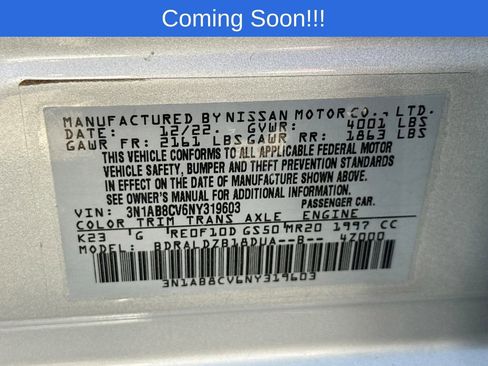 Coming Soon!!!
MANUFACTURED BY NISSAN MOTOR CO., LTD.
12/22 GVWR: 4001 LBS
GAWR FR: 2161 LBS GAWR RR: 1863 LBS
THIS VEHICLE CONFORMS TO ALL APPLICABLE FEDERAL MOTOR
VEHICLE SAFETY, BUMPER, AND THEFT PREVENTION STANDARDS
IN EFFECT ON THE DATE OF MANUFACTURE SHOWN ABOVE.
SEE OWNER'S MANUAL FOR ADDITIONAL INFORMATION.
VIN: 3N1AB8CV6NY319603 PASSENGER CAR.
COLOR TRIM TRANS AXLE ENGINE
K23 G RE0F10D GS50 MR20 1997 CC
MODEL: BDRALDZB18DUA--B-- 4Z000
3N1AB8CV6NY319603